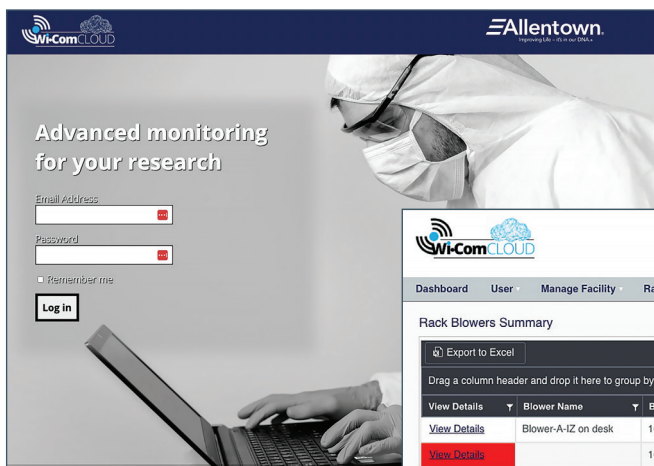 Wi-ComCLOUD
Allentown.
Improving Life – it's in our DNA.
Advanced monitoring
for your research
Email Address
Password
Remember me
Log in
Wi-ComCLOUD
Dashboard User Manage Facility
Rack Blowers Summary
Export to Excel
Drag a column header and drop it here to group by
View Details Blower Name
View Details Blower-A-IZ on desk
View Details